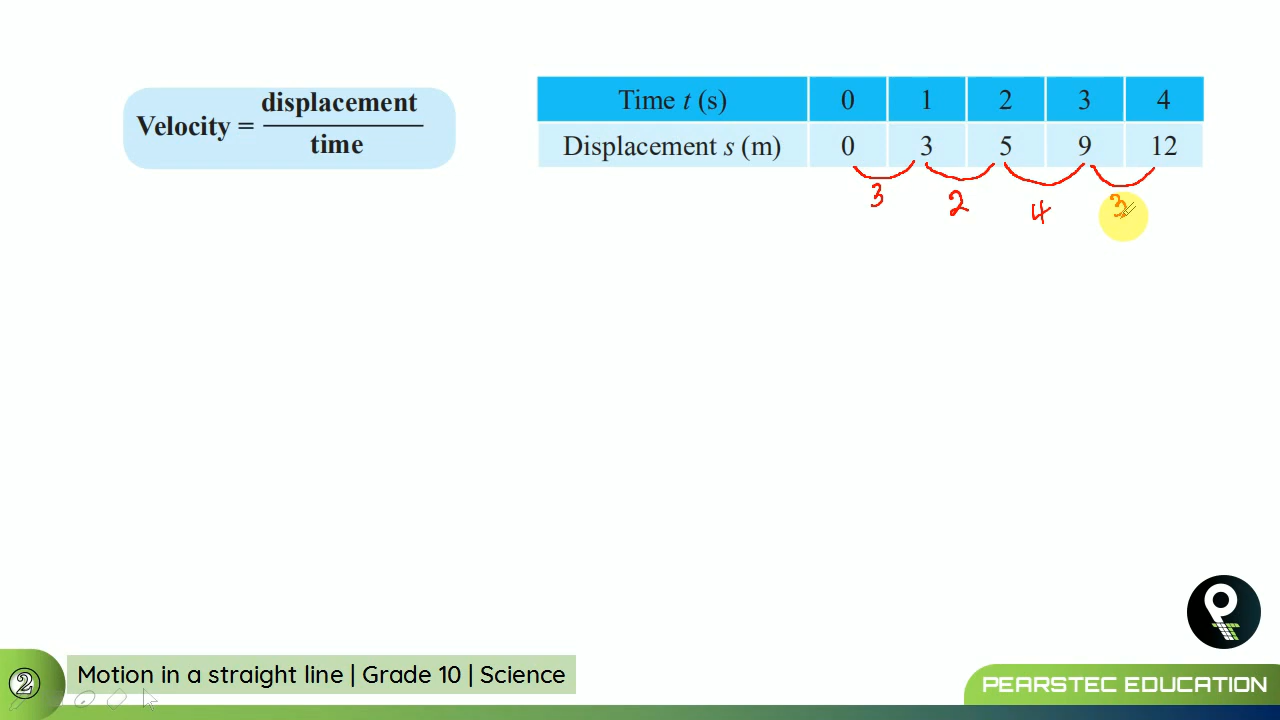 Velocity = displacement
time
Time t (s) 0 1 2 3 4
Displacement s (m) 0 3 5 9 12
3 2 4 3
2 Motion in a straight line | Grade 10 | Science
PEARSTEC EDUCATION